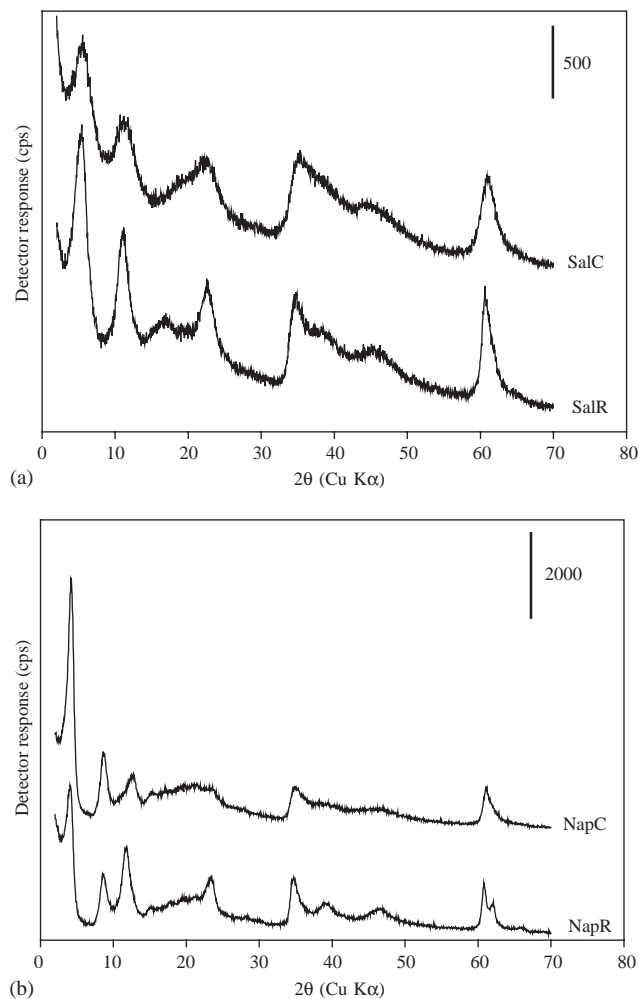 500
Detector response (cps)
SalC
SalR
0 10 20 30 40 50 60 70 80
2θ (Cu Kα)
(a)
2000
Detector response (cps)
NapC
NapR
0 10 20 30 40 50 60 70 80
2θ (Cu Kα)
(b)